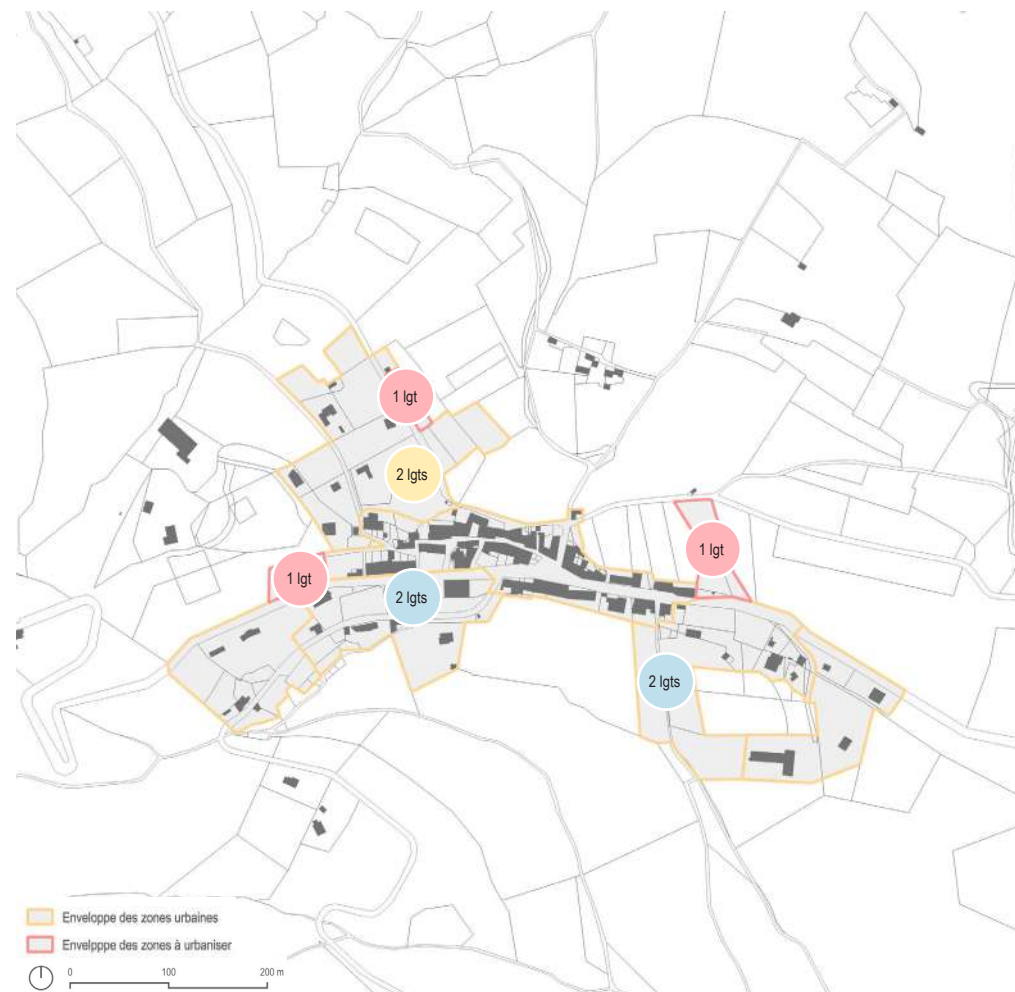 1 lgt
2 lgts
1 lgt
1 lgt
2 lgts
2 lgts
Enveloppe des zones urbaines
Envelpppe des zones à urbaniser
0 100 200 m